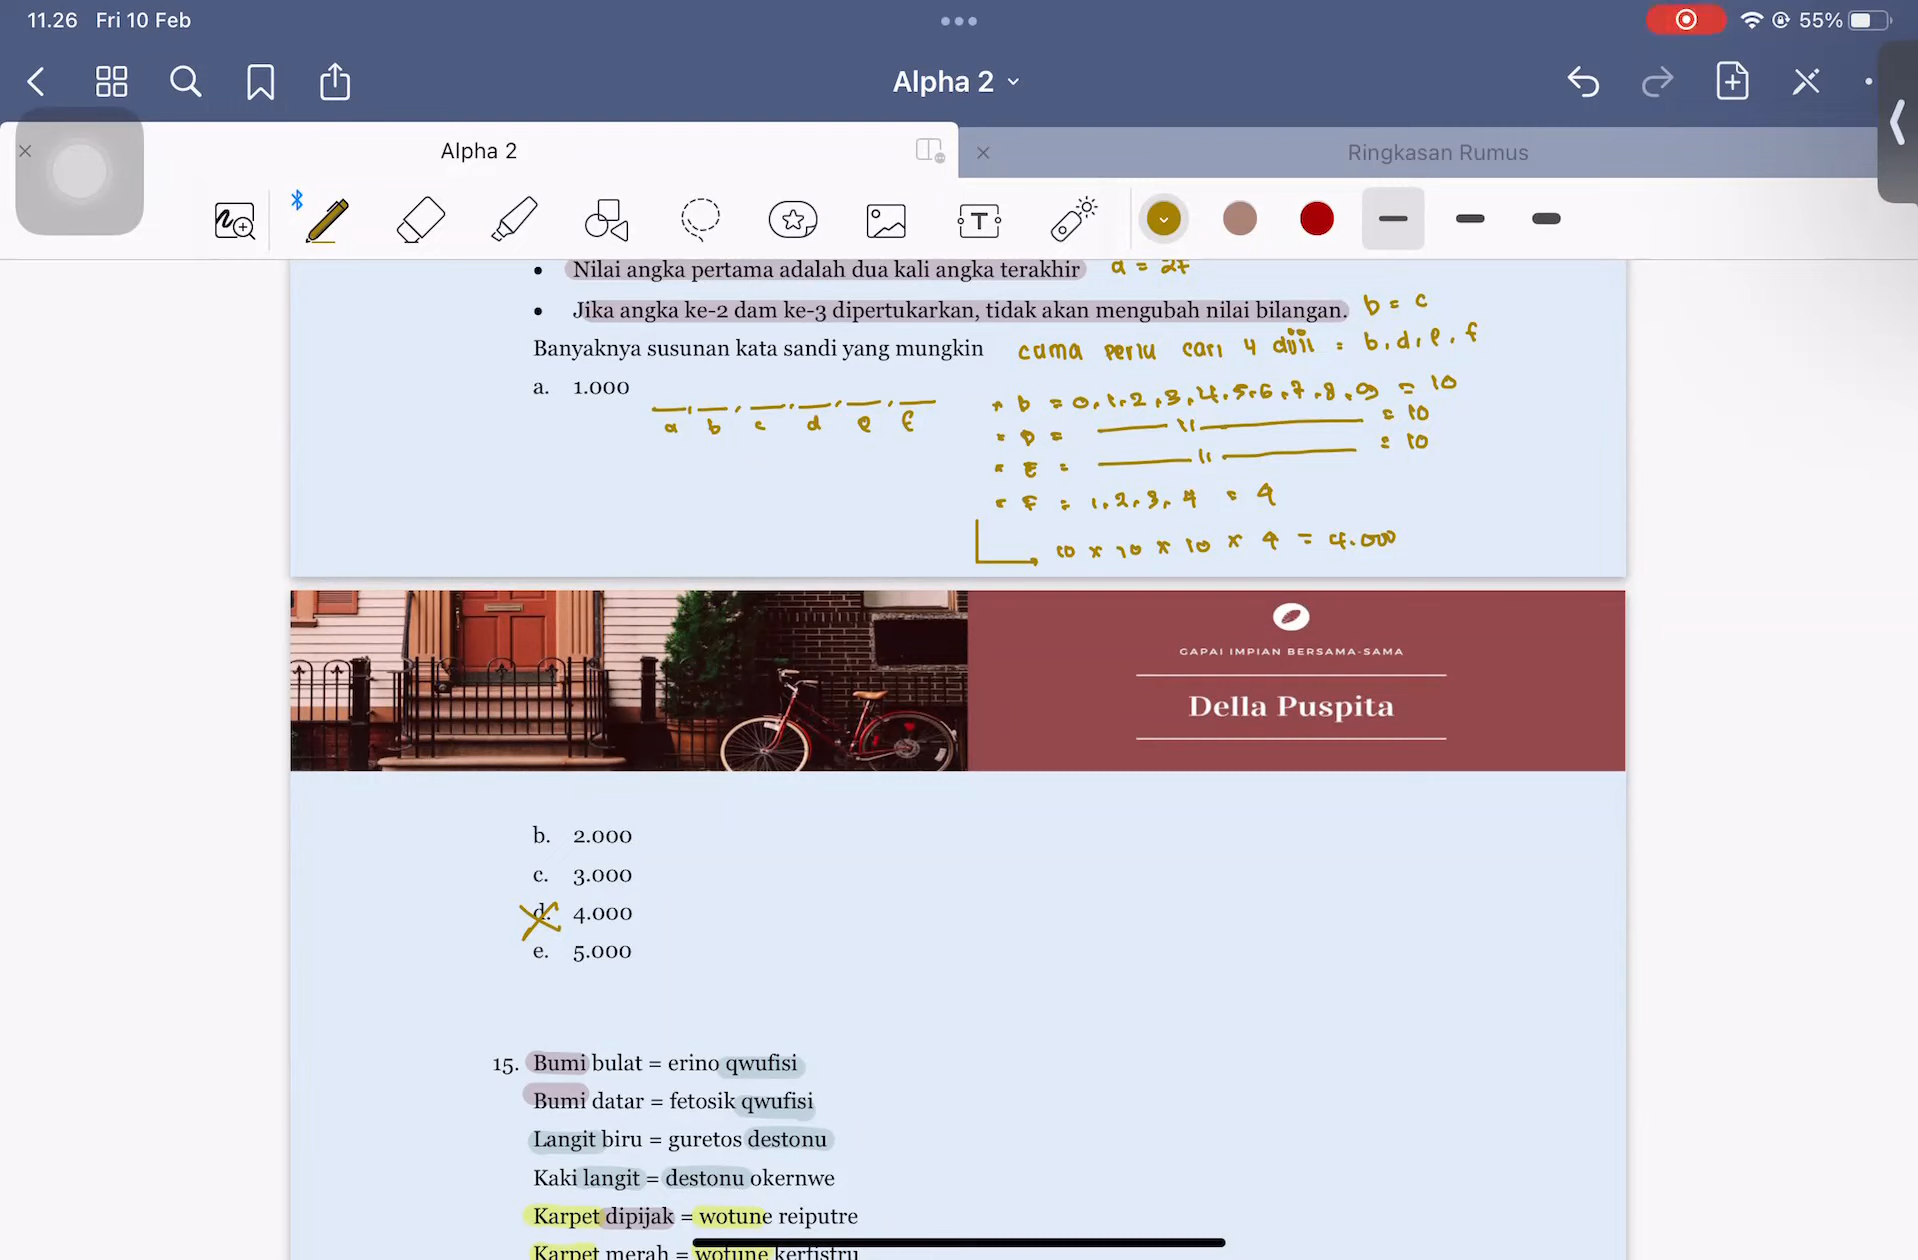 11.26 Fri 10 Feb
55%
Alpha 2
Alpha 2
Ringkasan Rumus
T
• Nilai angka pertama adalah dua kali angka terakhir a = 2f
• Jika angka ke-2 dam ke-3 dipertukarkan, tidak akan mengubah nilai bilangan. b = c
Banyaknya susunan kata sandi yang mungkin cuma perlu cari 4 diji = b, d, e, f
a. 1.000
a b c d e f
b = 0, 1, 2, 3, 4, 5, 6, 7, 8, 9 = 10
D = " = 10
E = " = 10
F = 1, 2, 3, 4 = 4
10 x 10 x 10 x 4 = 4.000
GAPAI IMPIAN BERSAMA-SAMA
Della Puspita
b. 2.000
c. 3.000
d. 4.000
e. 5.000
15. Bumi bulat = erino qwufisi
Bumi datar = fetosik qwufisi
Langit biru = guretos destonu
Kaki langit = destonu okernwe
Karpet dipijak = wotune reiputre
Karpet merah = wotune kerfistru